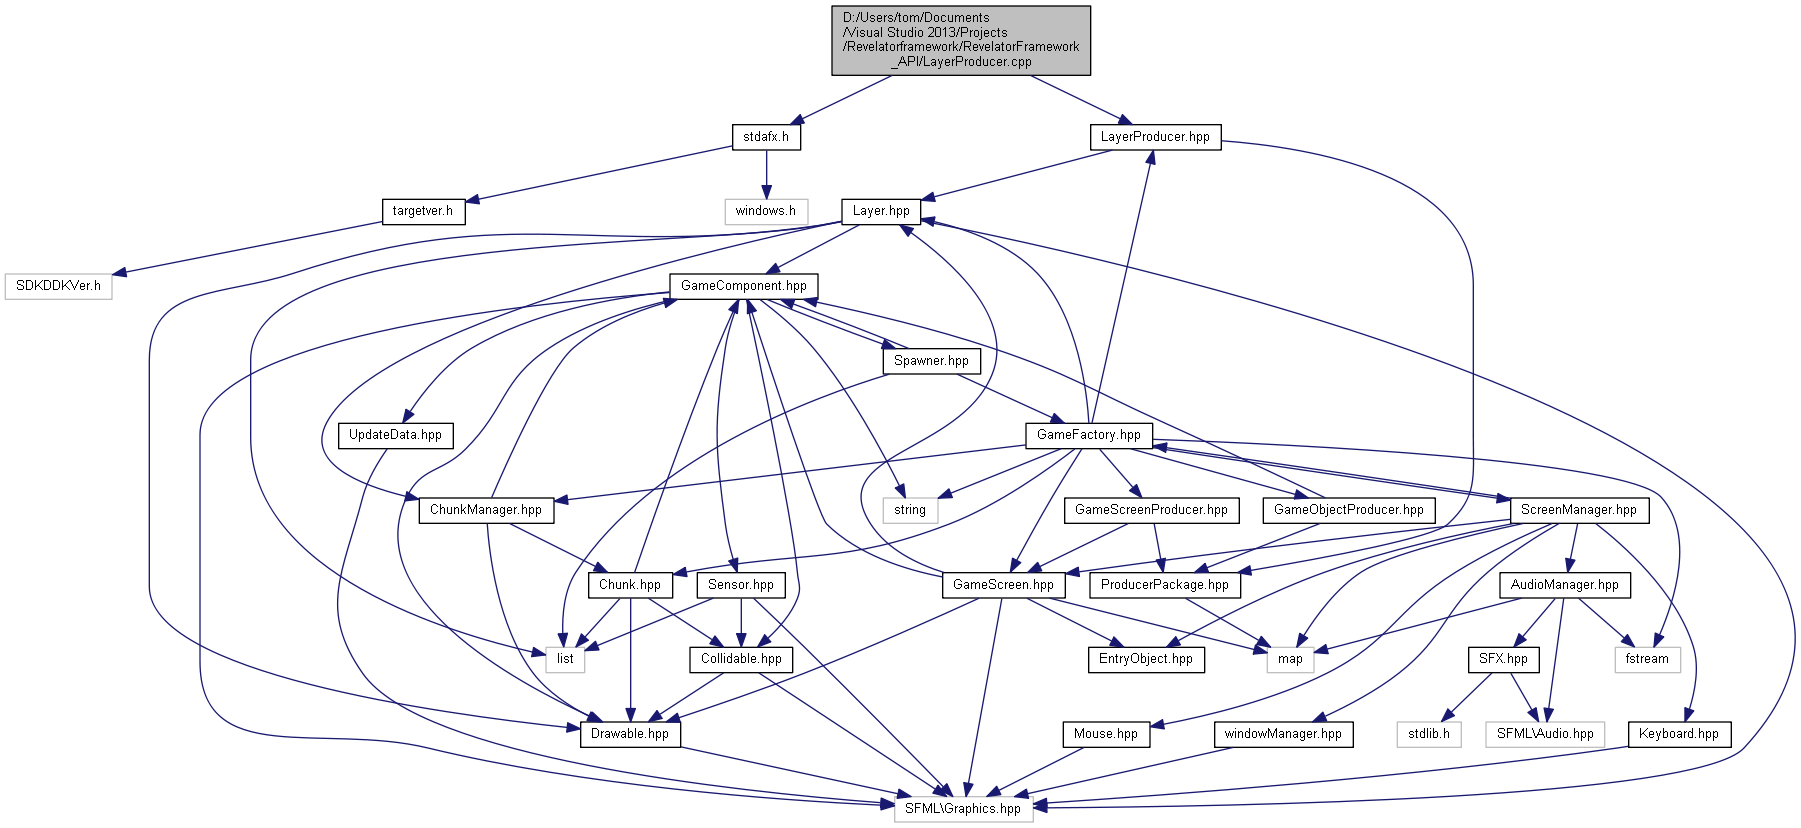 D:/Users/tom/Documents
/Visual Studio 2013/Projects
/Revelatorframework/RevelatorFramework
_API/LayerProducer.cpp
stdafx.h
LayerProducer.hpp
targetver.h
windows.h
Layer.hpp
SDKDDKVer.h
GameComponent.hpp
Spawner.hpp
UpdateData.hpp
GameFactory.hpp
ChunkManager.hpp
string
GameScreenProducer.hpp
GameObjectProducer.hpp
ScreenManager.hpp
Chunk.hpp
Sensor.hpp
GameScreen.hpp
ProducerPackage.hpp
AudioManager.hpp
list
Collidable.hpp
EntryObject.hpp
map
SFX.hpp
fstream
Drawable.hpp
Mouse.hpp
windowManager.hpp
stdlib.h
SFML\Audio.hpp
Keyboard.hpp
SFML\Graphics.hpp